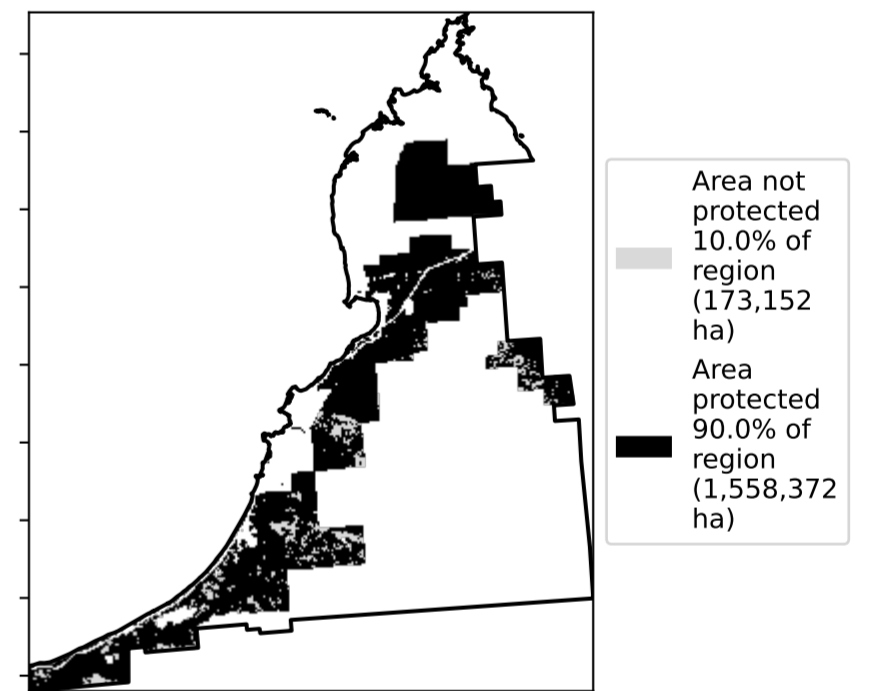 Area not
protected
10.0% of
region
(173,152
ha)
Area
protected
90.0% of
region
(1,558,372
ha)